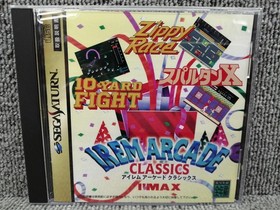 Zippy
Race
スパルタンX
10-YARD
FIGHT
IREM ARCADE
CLASSICS
アイレム アーケード クラシックス
I'MAX
SEGA SATURN